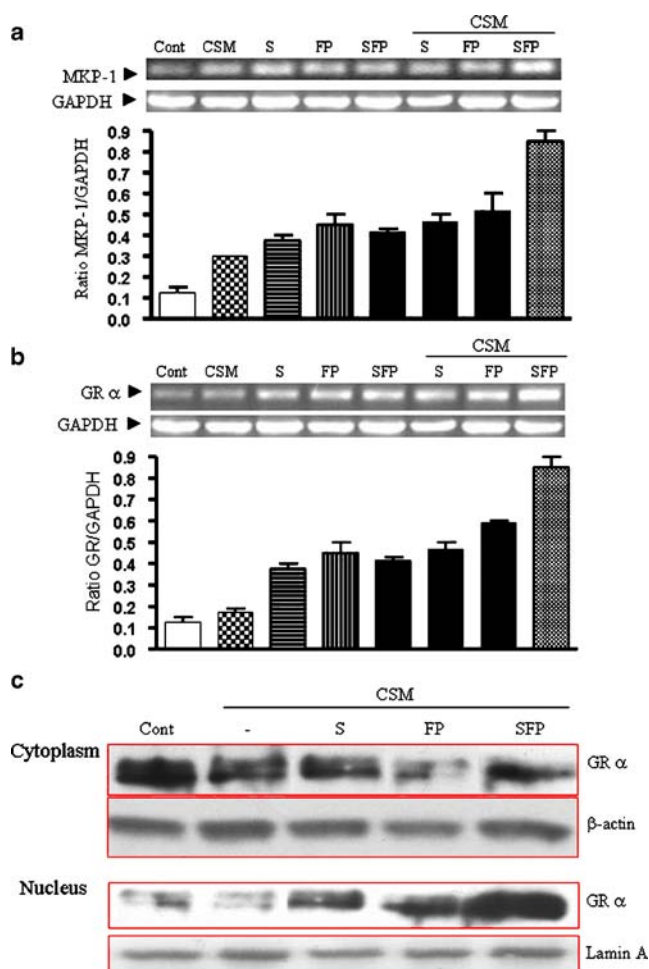 a
CSM
Cont CSM S FP SFP S FP SFP
MKP-1
GAPDH
Ratio MKP-1/GAPDH
0.9
0.8
0.7
0.6
0.5
0.4
0.3
0.2
0.1
0.0
b
CSM
Cont CSM S FP SFP S FP SFP
GR α
GAPDH
Ratio GR/GAPDH
0.9
0.8
0.7
0.6
0.5
0.4
0.3
0.2
0.1
0.0
c
CSM
Cont - S FP SFP
Cytoplasm
GR α
β-actin
Nucleus
GR α
Lamin A